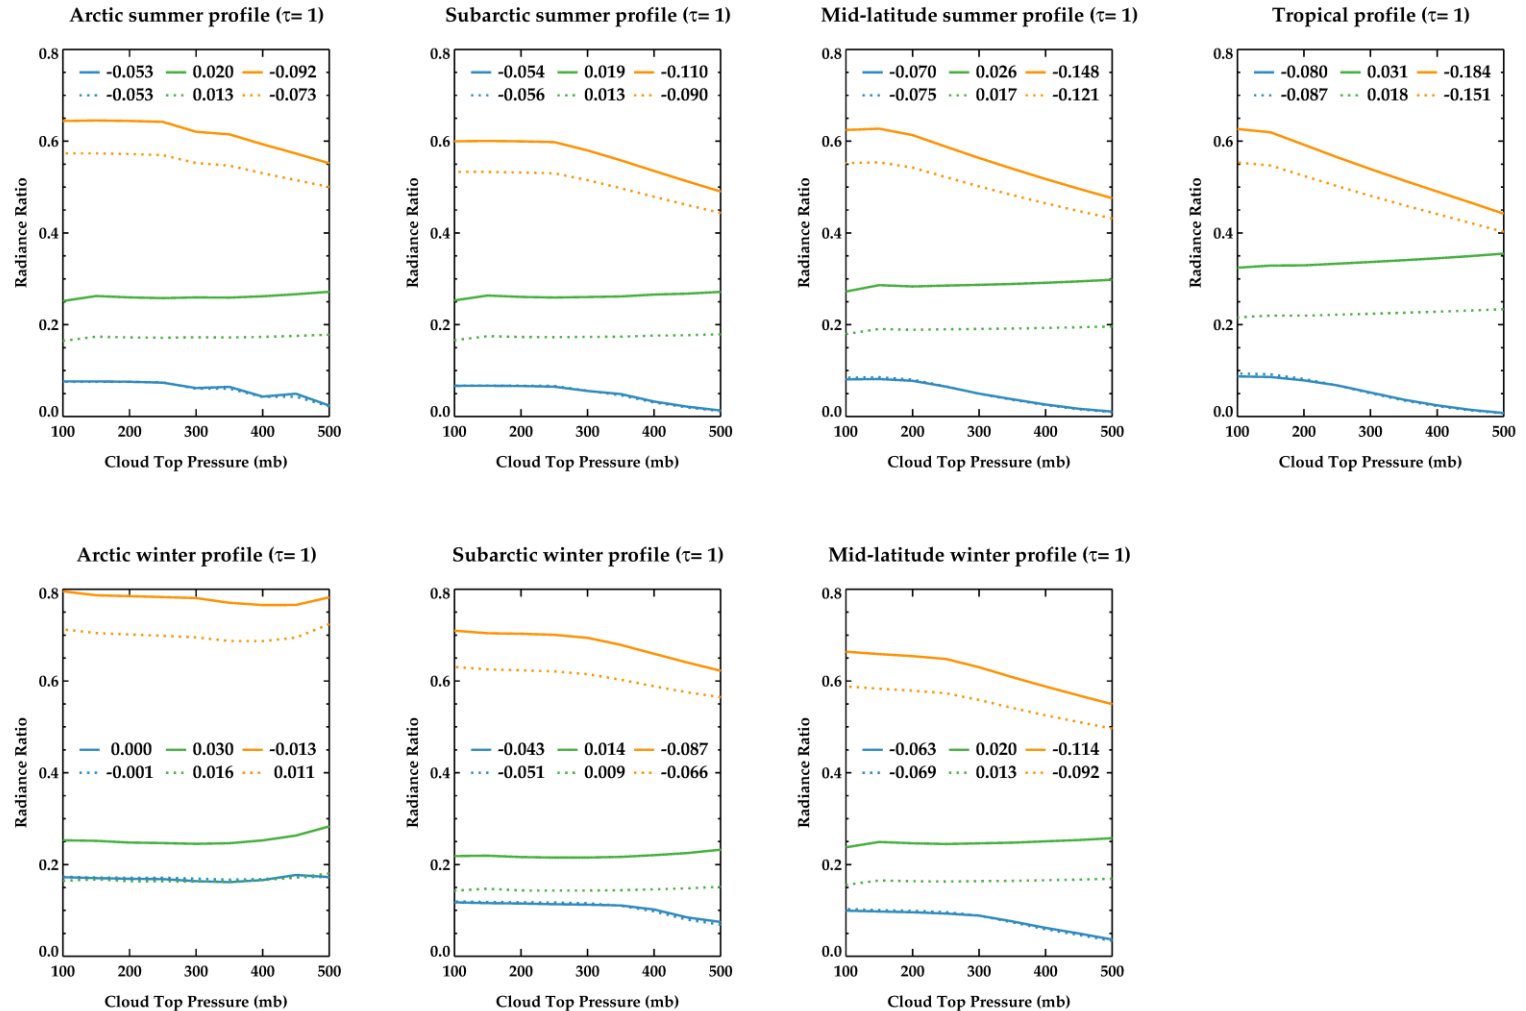 Arctic summer profile (τ= 1)
0.8
0.6
0.4
0.2
0.0
Radiance Ratio
-0.053 0.020 -0.092
-0.053 0.013 -0.073
100 200 300 400 500
Cloud Top Pressure (mb)
Subarctic summer profile (τ= 1)
0.8
0.6
0.4
0.2
0.0
Radiance Ratio
-0.054 0.019 -0.110
-0.056 0.013 -0.090
100 200 300 400 500
Cloud Top Pressure (mb)
Mid-latitude summer profile (τ= 1)
0.8
0.6
0.4
0.2
0.0
Radiance Ratio
-0.070 0.026 -0.148
-0.075 0.017 -0.121
100 200 300 400 500
Cloud Top Pressure (mb)
Tropical profile (τ= 1)
0.8
0.6
0.4
0.2
0.0
Radiance Ratio
-0.080 0.031 -0.184
-0.087 0.018 -0.151
100 200 300 400 500
Cloud Top Pressure (mb)
Arctic winter profile (τ= 1)
0.8
0.6
0.4
0.2
0.0
Radiance Ratio
0.000 0.030 -0.013
-0.001 0.016 0.011
100 200 300 400 500
Cloud Top Pressure (mb)
Subarctic winter profile (τ= 1)
0.8
0.6
0.4
0.2
0.0
Radiance Ratio
-0.043 0.014 -0.087
-0.051 0.009 -0.066
100 200 300 400 500
Cloud Top Pressure (mb)
Mid-latitude winter profile (τ= 1)
0.8
0.6
0.4
0.2
0.0
Radiance Ratio
-0.063 0.020 -0.114
-0.069 0.013 -0.092
100 200 300 400 500
Cloud Top Pressure (mb)